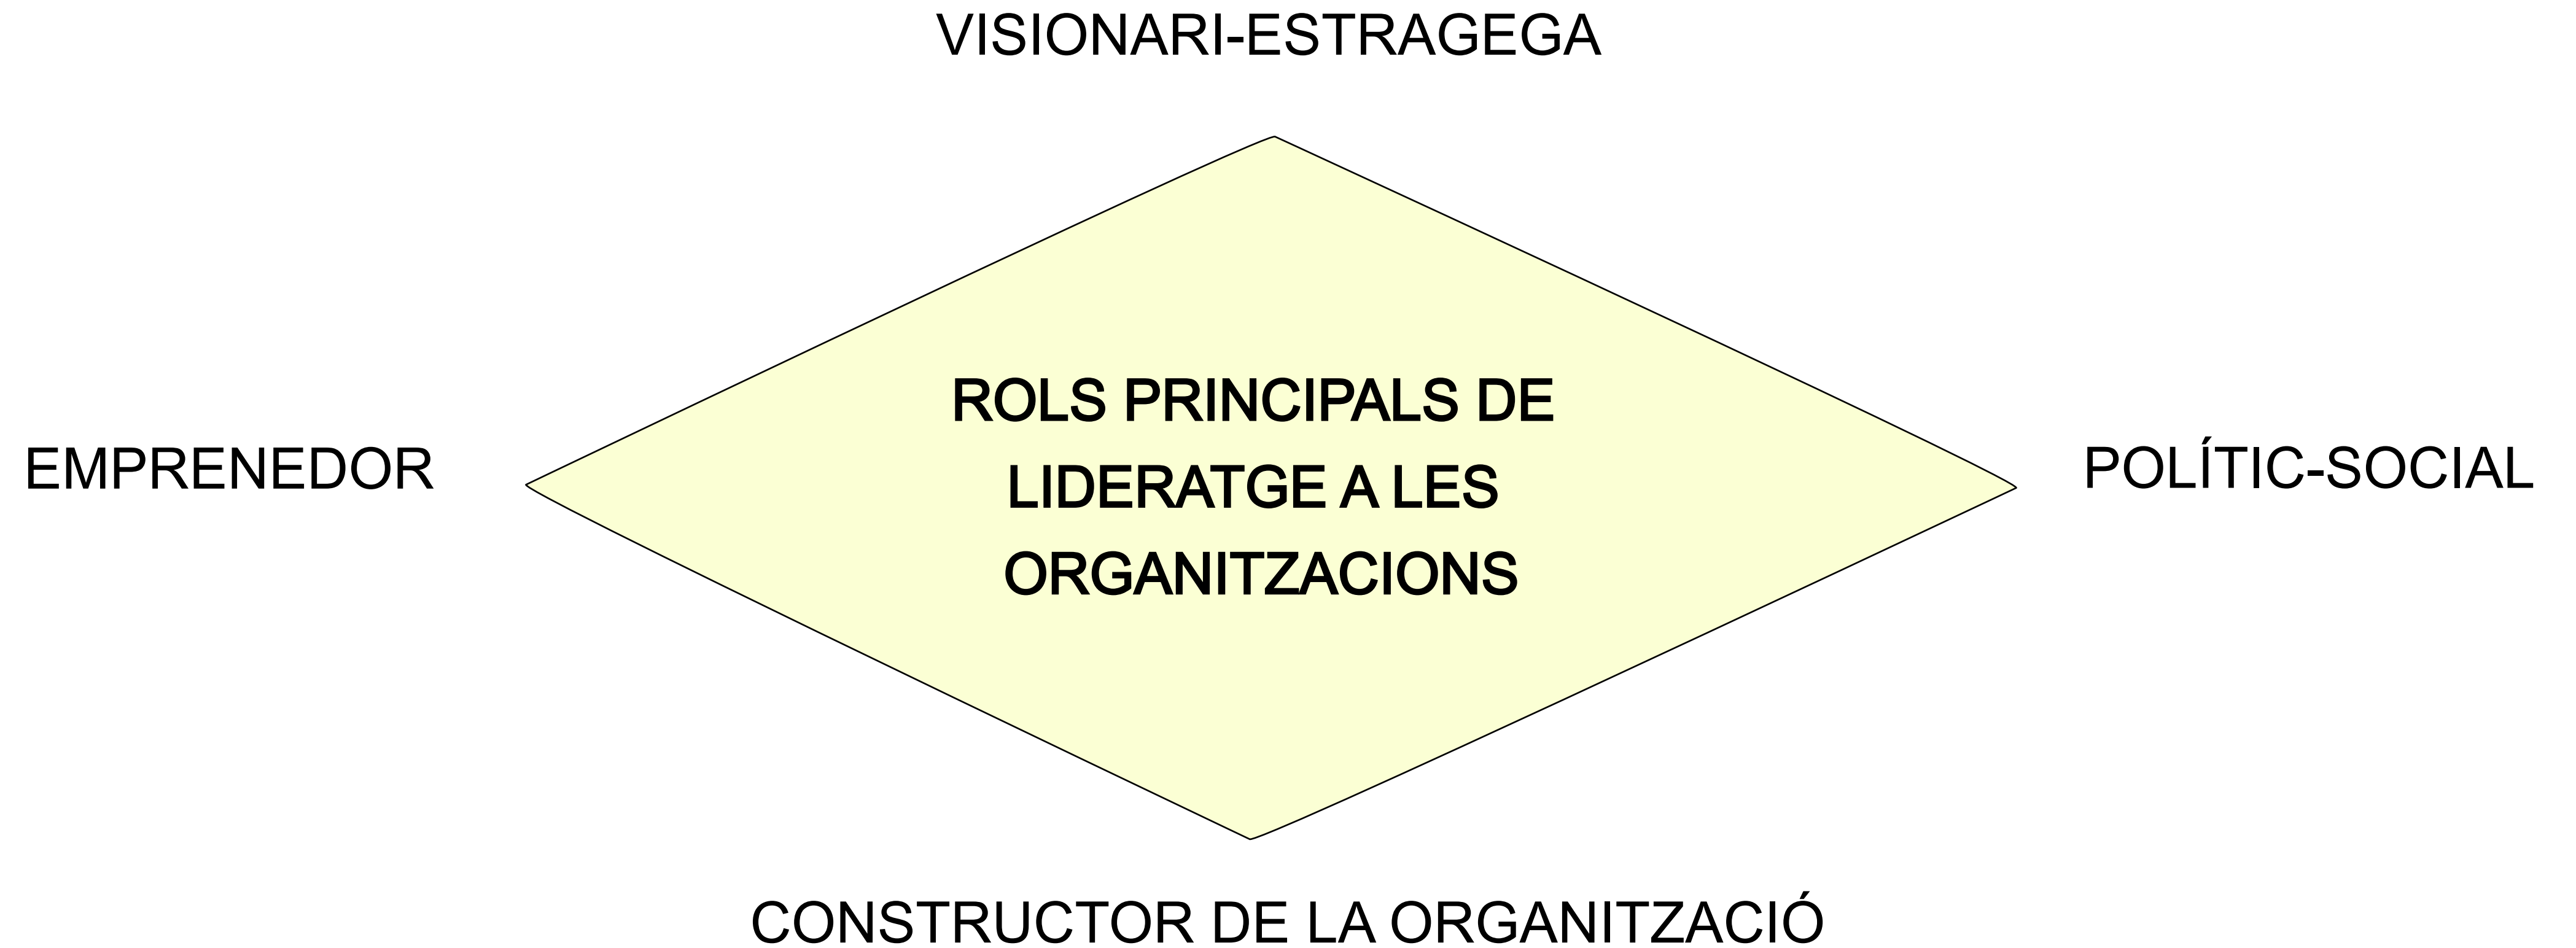 VISIONARI-ESTRAGEGA
ROLS PRINCIPALS DE
LIDERATGE A LES
ORGANITZACIONS
EMPRENEDOR
POLÍTIC-SOCIAL
CONSTRUCTOR DE LA ORGANITZACIÓ